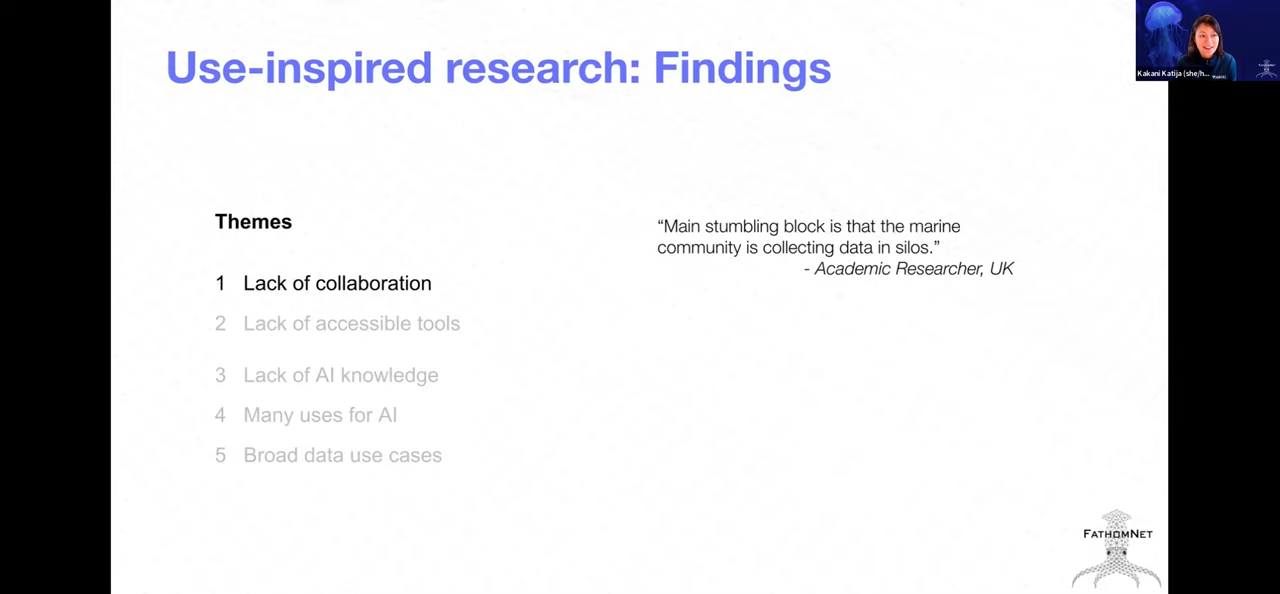 Use-inspired research: Findings
Kakani Katija (she/h...
Themes
1 Lack of collaboration
2 Lack of accessible tools
3 Lack of AI knowledge
4 Many uses for AI
5 Broad data use cases
“Main stumbling block is that the marine
community is collecting data in silos.”
- Academic Researcher, UK
FATHOMNET